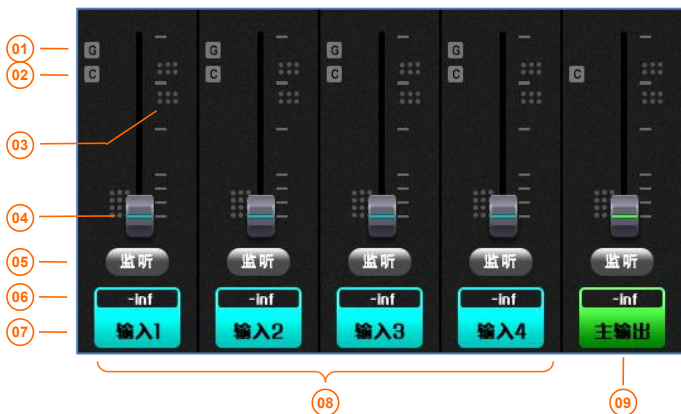 01 G G G G
02 C C C C C
03
04
05 监听 监听 监听 监听 监听
06 -inf -inf -inf -inf -inf
07 输入1 输入2 输入3 输入4 主输出
08 09